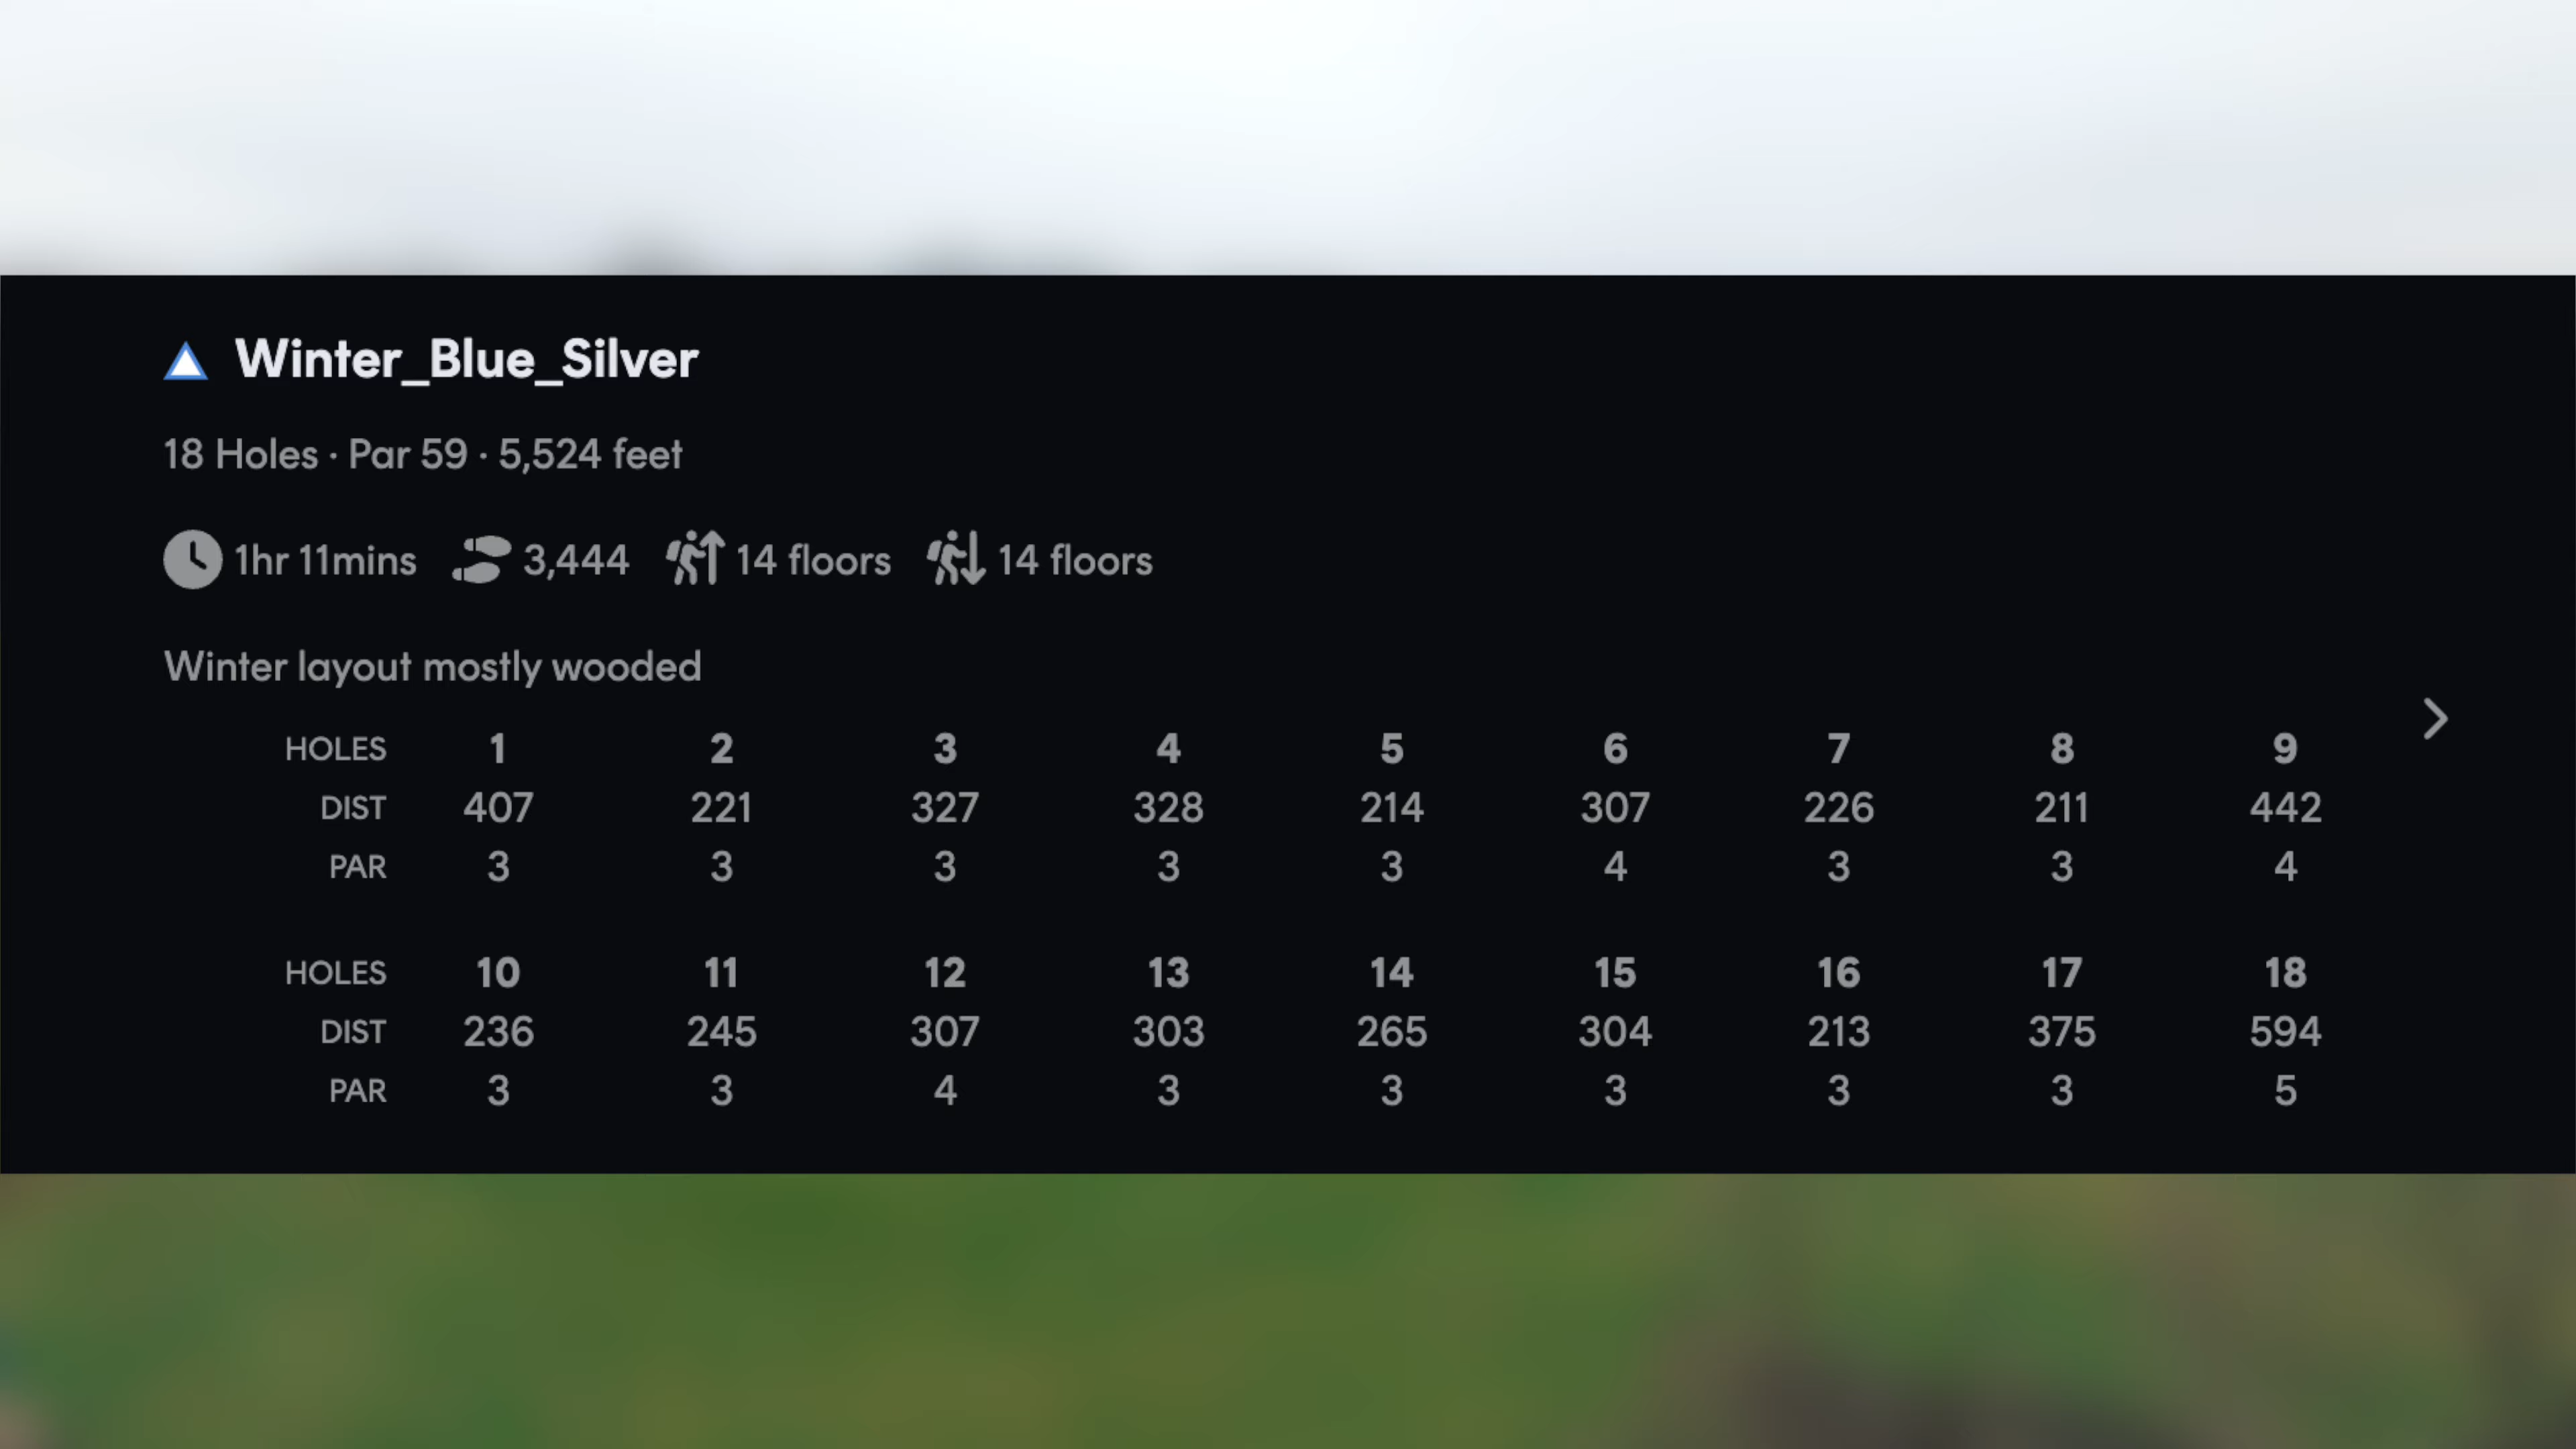 Winter_Blue_Silver
18 Holes · Par 59 · 5,524 feet
1hr 11mins 3,444 14 floors 14 floors
Winter layout mostly wooded
HOLES 1 2 3 4 5 6 7 8 9
DIST 407 221 327 328 214 307 226 211 442
PAR 3 3 3 3 3 4 3 3 4
HOLES 10 11 12 13 14 15 16 17 18
DIST 236 245 307 303 265 304 213 375 594
PAR 3 3 4 3 3 3 3 3 5